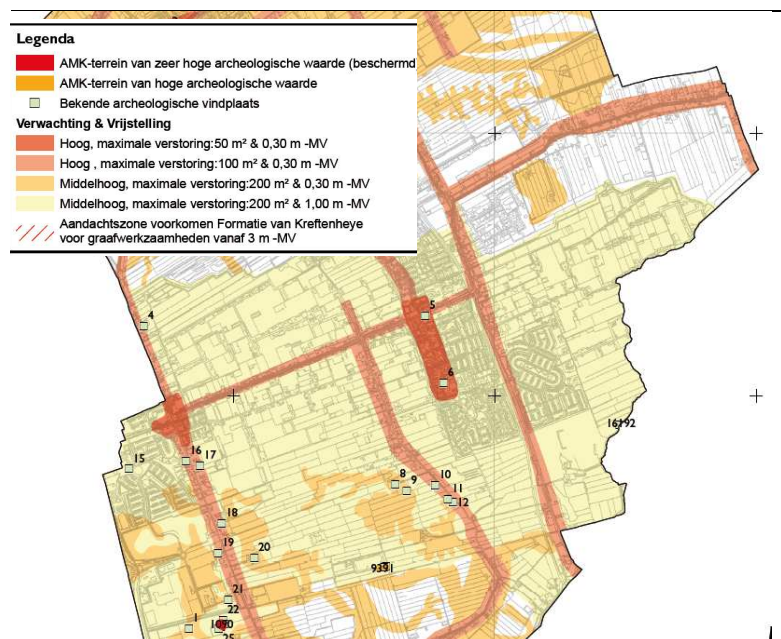 Legenda
AMK-terrein van zeer hoge archeologische waarde (beschermd
AMK-terrein van hoge archeologische waarde
Bekende archeologische vindplaats
Verwachting & Vrijstelling
Hoog, maximale verstoring:50 m² & 0,30 m -MV
Hoog , maximale verstoring:100 m² & 0,30 m -MV
Middelhoog, maximale verstoring:200 m² & 0,30 m -MV
Middelhoog, maximale verstoring:200 m² & 1,00 m -MV
Aandachtszone voorkomen Formatie van Kreftenheye
voor graafwerkzaamheden vanaf 3 m -MV
4
5
6
16192
15
16
17
8
9
10
11
12
18
19
20
9391
21
22
1
1090
25